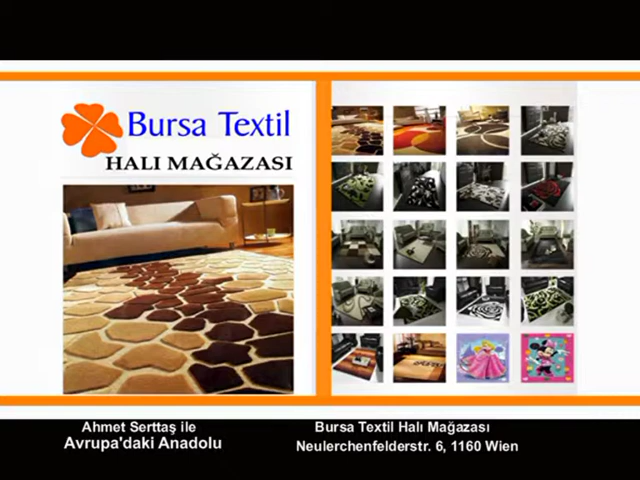 Bursa Textil
HALI MAĞAZASI
Ahmet Serttaş ile
Avrupa'daki Anadolu
Bursa Textil Halı Mağazası
Neulerchenfelderstr. 6, 1160 Wien